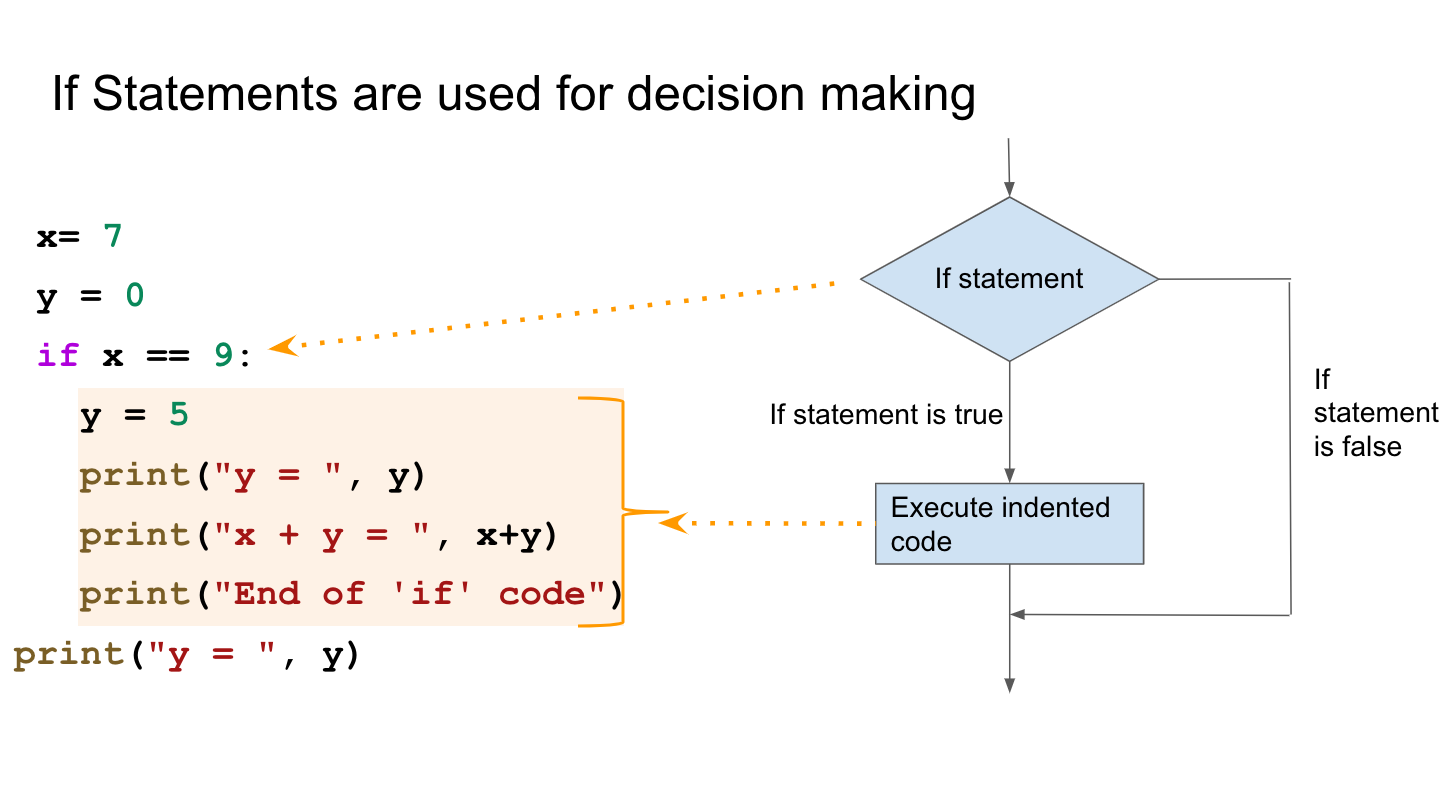 If Statements are used for decision making
x= 7
y = 0
if x == 9:
y = 5
print("y = ", y)
print("x + y = ", x+y)
print("End of 'if' code")
print("y = ", y)
If statement
If statement is true
If
statement
is false
Execute indented
code